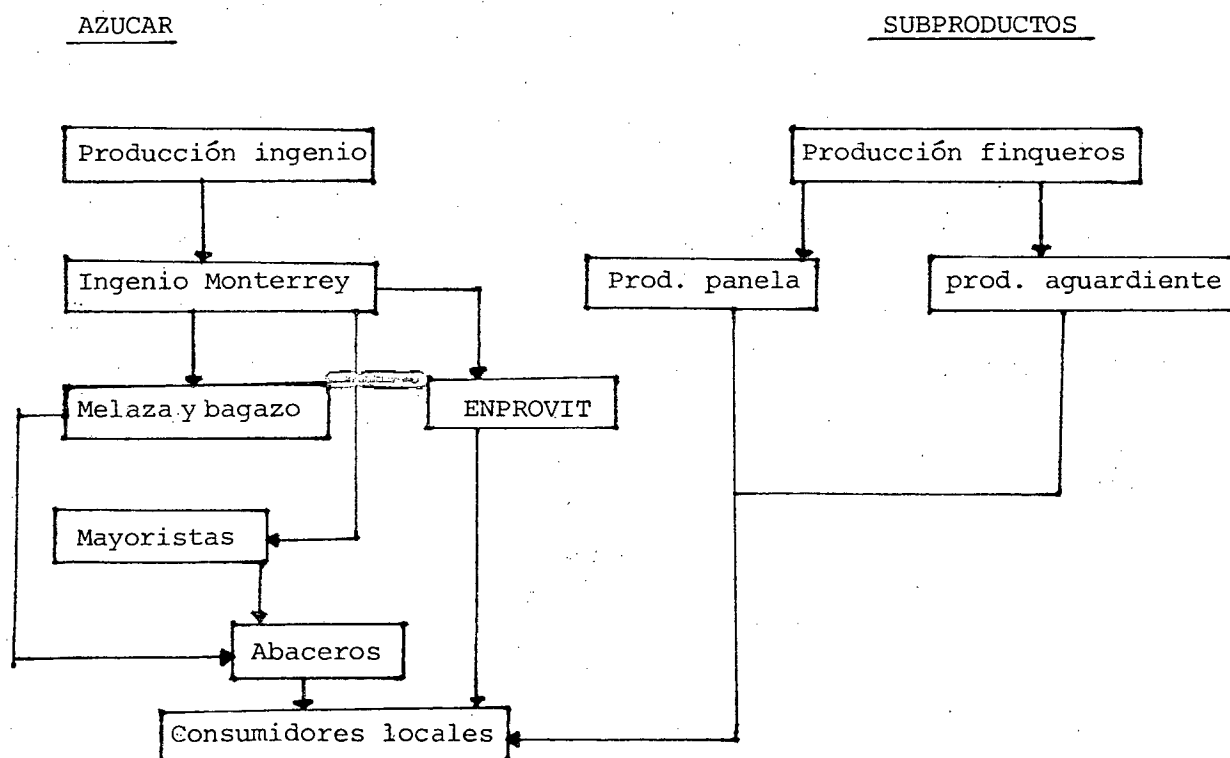 AZUCAR
SUBPRODUCTOS
Producción ingenio
Producción finqueros
Ingenio Monterrey
Prod. panela
prod. aguardiente
Melaza y bagazo
ENPROVIT
Mayoristas
Abaceros
Consumidores locales